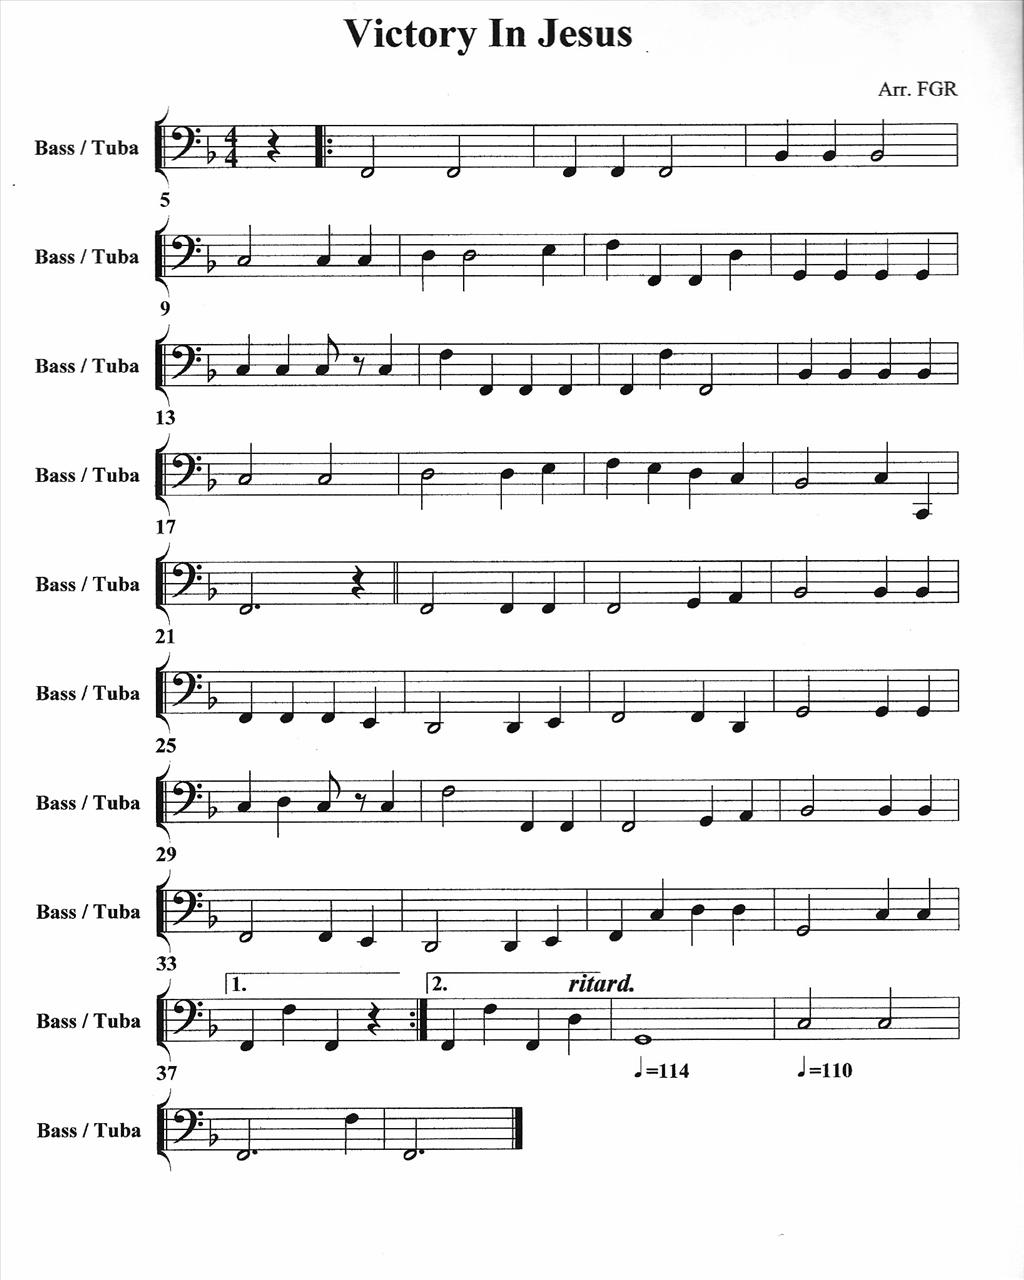 Victory In Jesus
Arr. FGR
Bass / Tuba
5
Bass / Tuba
9
Bass / Tuba
13
Bass / Tuba
17
Bass / Tuba
21
Bass / Tuba
25
Bass / Tuba
29
Bass / Tuba
33
1. 2. ritard.
Bass / Tuba
37 ♩=114 ♩=110
Bass / Tuba